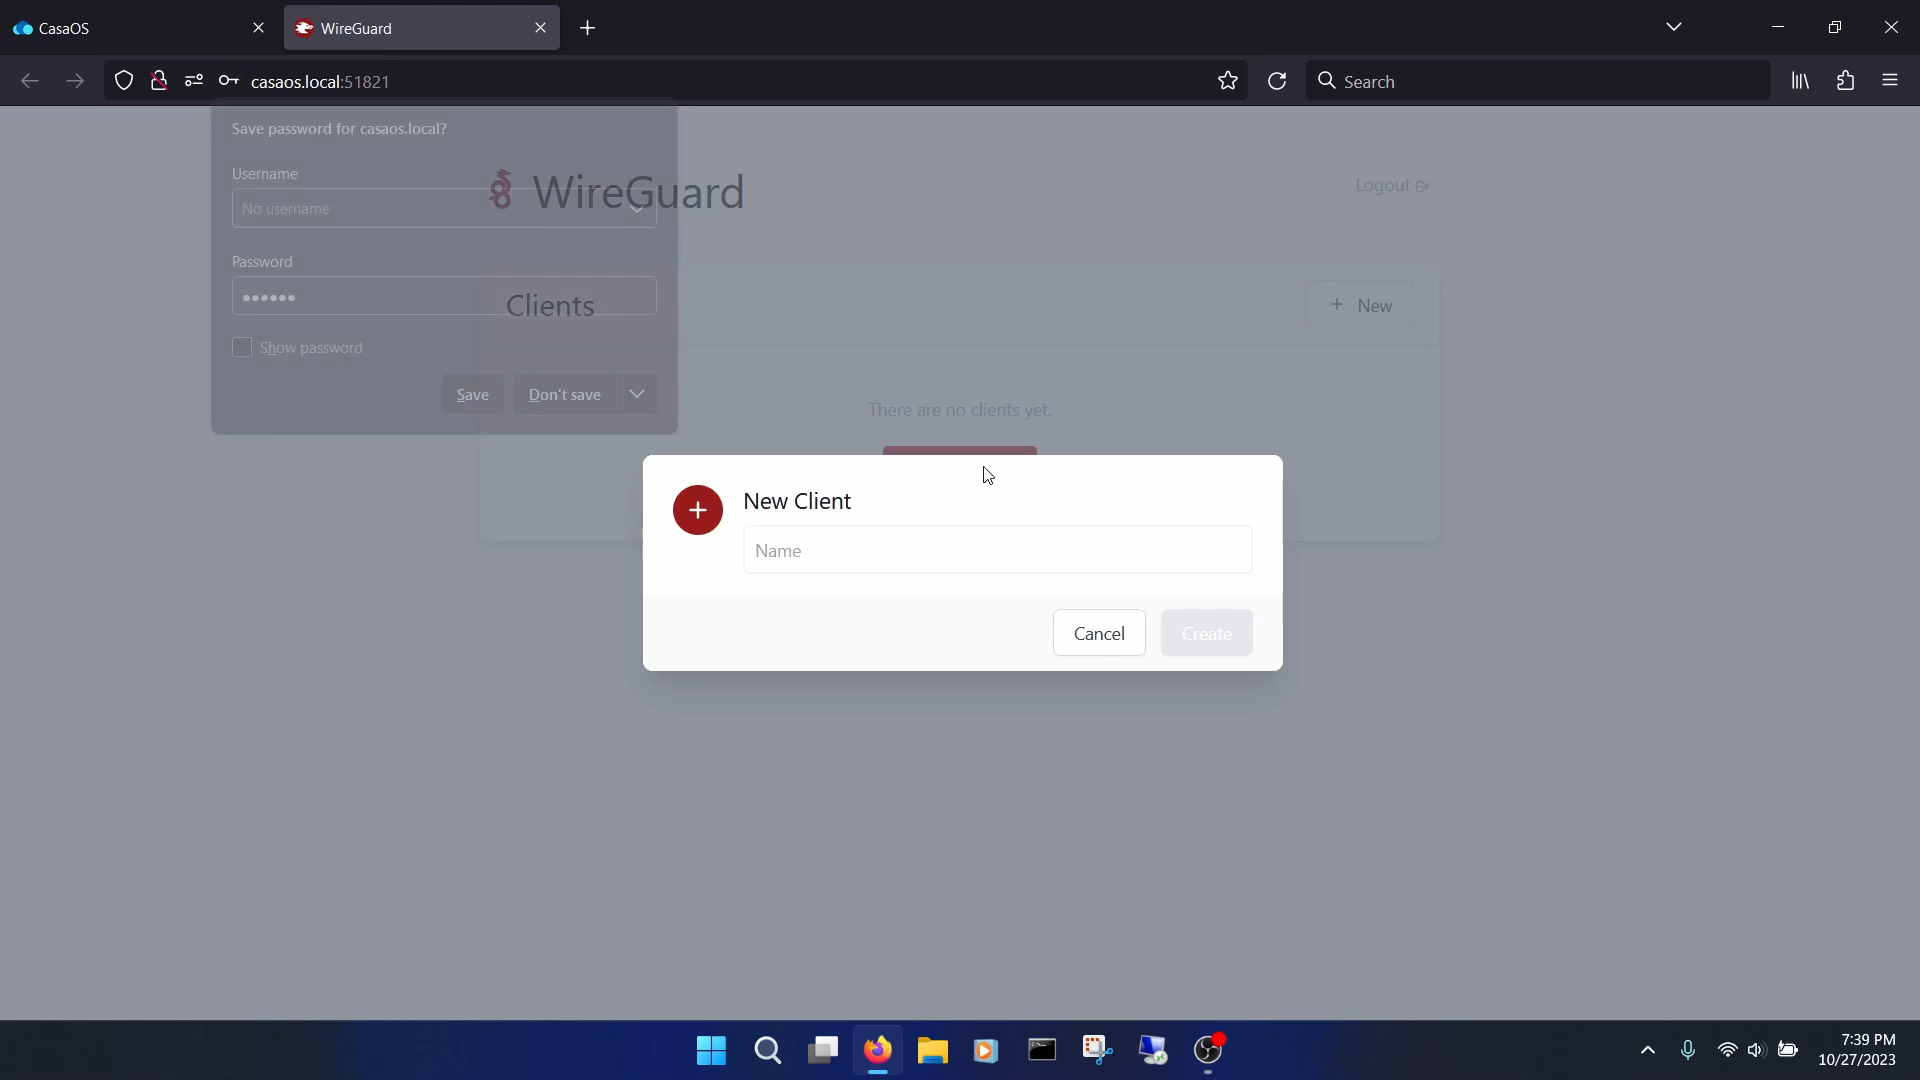 CasaOS
WireGuard
casaos.local:51821
Search
Save password for casaos.local?
Username
No username
Password
Show password
Save
Don't save
WireGuard
Logout
Clients
+ New
There are no clients yet.
New Client
Name
Cancel
Create
7:39 PM
10/27/2023